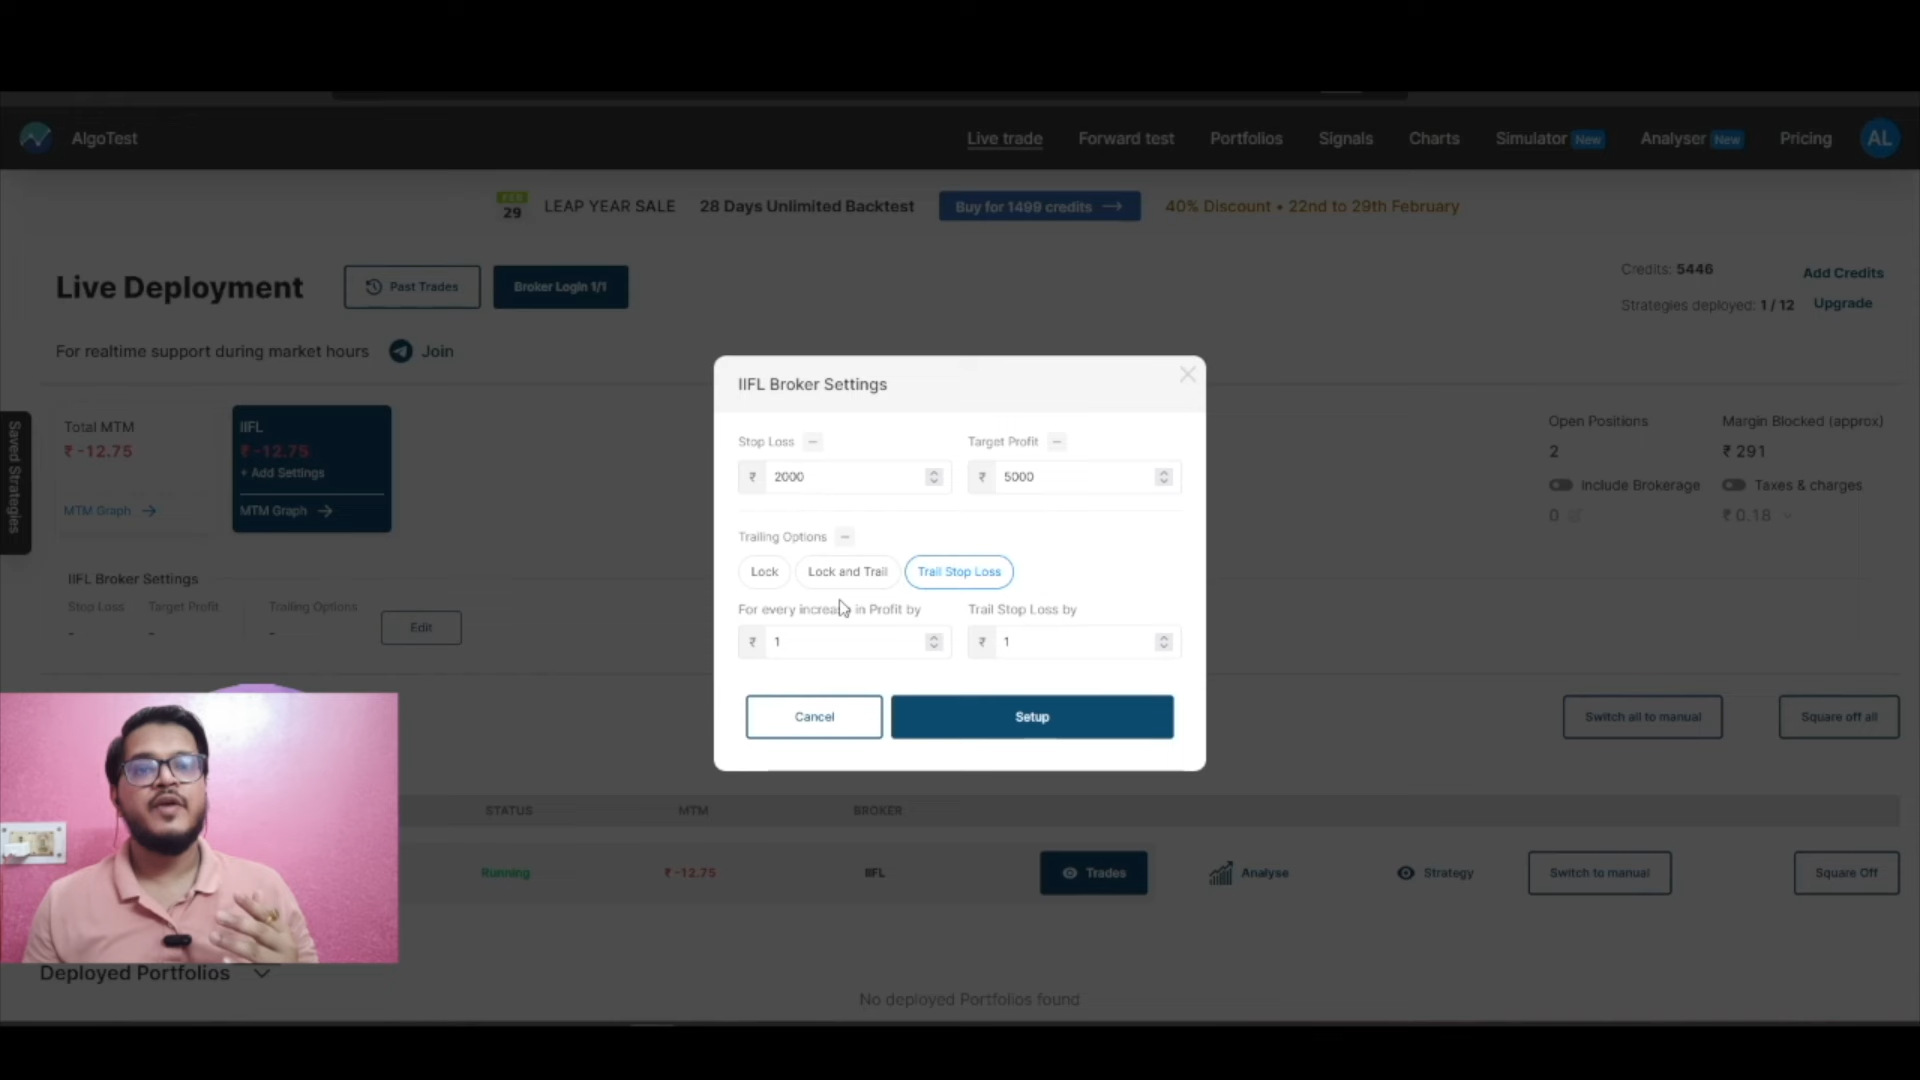 AlgoTest
Live trade Forward test Portfolios Signals Charts Simulator New Analyser New Pricing AL
29 LEAP YEAR SALE 28 Days Unlimited Backtest Buy for 1499 credits → 40% Discount • 22nd to 29th February
Live Deployment Past Trades Broker Login 1/1
Credits: 5446 Add Credits
Strategies deployed: 1 / 12 Upgrade
For realtime support during market hours Join
Saved Strategies
Total MTM
₹ -12.75
MTM Graph →
IIFL
₹ -12.75
+ Add Settings
MTM Graph →
Open Positions
2
Include Brokerage
0
Margin Blocked (approx)
₹ 291
Taxes & charges
₹ 0.18
IIFL Broker Settings
Stop Loss Target Profit Trailing Options
- - - Edit
IIFL Broker Settings
Stop Loss Target Profit
₹ 2000 ₹ 5000
Trailing Options
Lock Lock and Trail Trail Stop Loss
For every increase in Profit by Trail Stop Loss by
₹ 1 ₹ 1
Cancel Setup
Switch all to manual Square off all
STATUS MTM BROKER
Running ₹ -12.75 IIFL Trades Analyse Strategy Switch to manual Square Off
Deployed Portfolios
No deployed Portfolios found